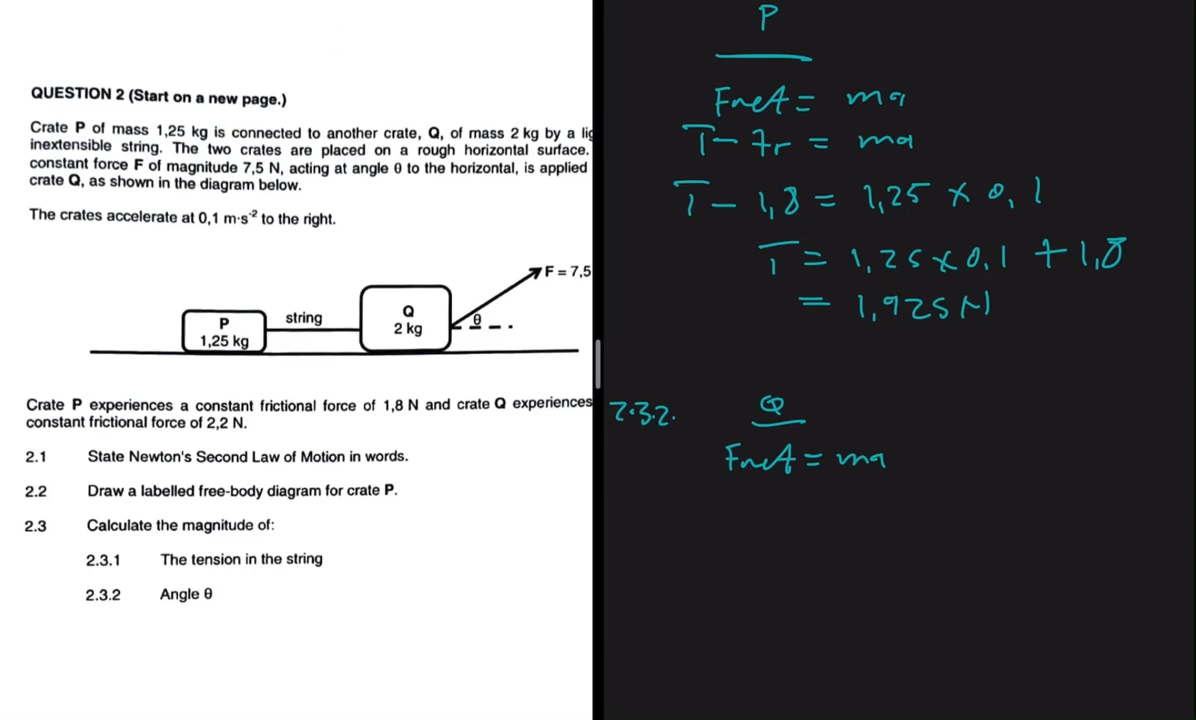 QUESTION 2 (Start on a new page.)
Crate P of mass 1,25 kg is connected to another crate, Q, of mass 2 kg by a lig
inextensible string. The two crates are placed on a rough horizontal surface.
constant force F of magnitude 7,5 N, acting at angle θ to the horizontal, is applied
crate Q, as shown in the diagram below.
The crates accelerate at 0,1 m·s⁻² to the right.
F = 7,5
string
P
1,25 kg
Q
2 kg
θ
Crate P experiences a constant frictional force of 1,8 N and crate Q experiences
constant frictional force of 2,2 N.
2.1 State Newton's Second Law of Motion in words.
2.2 Draw a labelled free-body diagram for crate P.
2.3 Calculate the magnitude of:
2.3.1 The tension in the string
2.3.2 Angle θ
P
Fnet = ma
T - fr = ma
T - 1,8 = 1,25 × 0,1
T = 1,25 × 0,1 + 1,8
= 1,925 N
2.3.2. Q
Fnet = ma